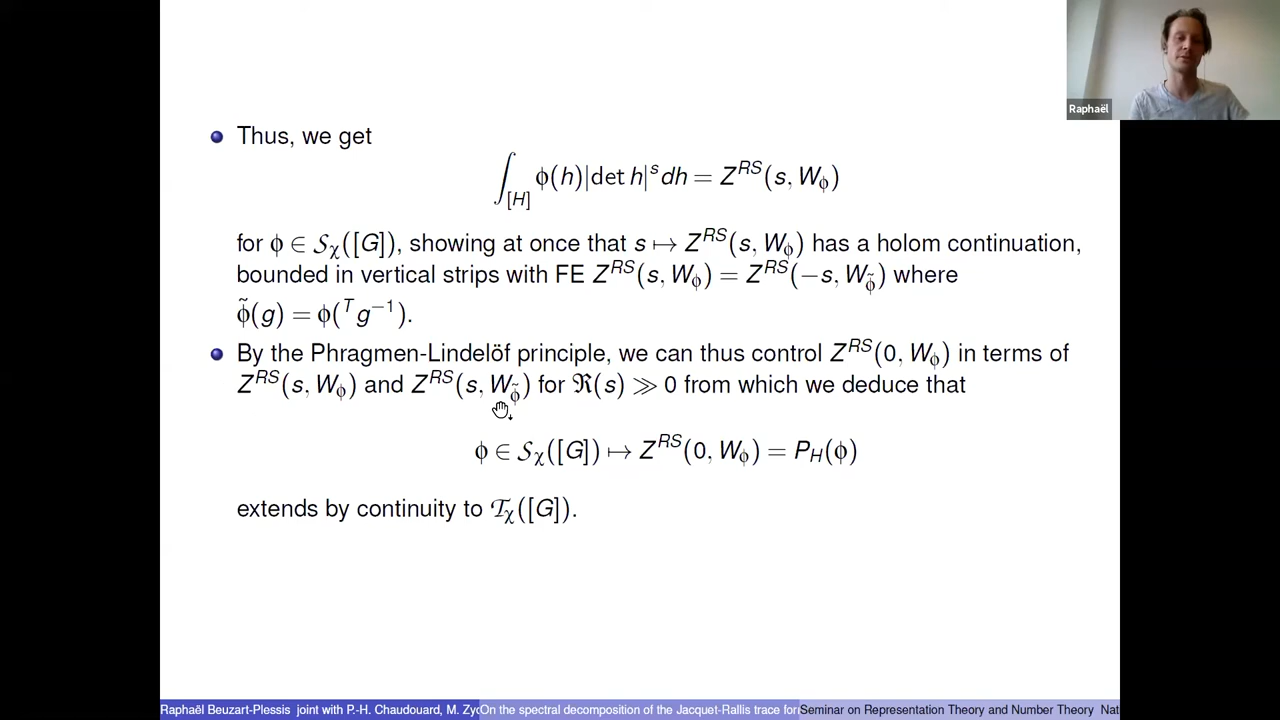 Thus, we get
∫_{[H]} ϕ(h)|det h|^s dh = Z^{RS}(s, W_ϕ)
for ϕ ∈ S_χ([G]), showing at once that s ↦ Z^{RS}(s, W_ϕ) has a holom continuation,
bounded in vertical strips with FE Z^{RS}(s, W_ϕ) = Z^{RS}(−s, W_{ϕ̃}) where
ϕ̃(g) = ϕ(^T g^{−1}).
By the Phragmen-Lindelöf principle, we can thus control Z^{RS}(0, W_ϕ) in terms of
Z^{RS}(s, W_ϕ) and Z^{RS}(s, W_{ϕ̃}) for ℜ(s) ≫ 0 from which we deduce that
ϕ ∈ S_χ([G]) ↦ Z^{RS}(0, W_ϕ) = P_H(ϕ)
extends by continuity to T_χ([G]).
Raphaël
Raphaël Beuzart-Plessis joint with P.-H. Chaudouard, M. Zyd
On the spectral decomposition of the Jacquet-Rallis trace for
Seminar on Representation Theory and Number Theory Nat